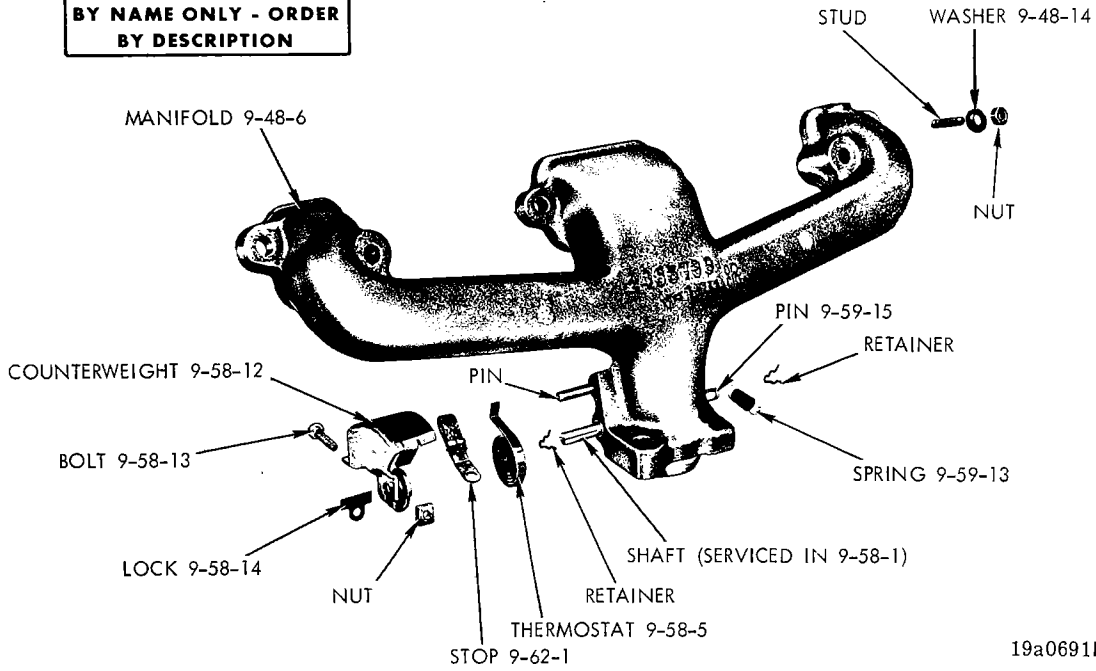 BY NAME ONLY - ORDER
BY DESCRIPTION
STUD
WASHER 9-48-14
MANIFOLD 9-48-6
NUT
PIN 9-59-15
RETAINER
PIN
COUNTERWEIGHT 9-58-12
BOLT 9-58-13
SPRING 9-59-13
LOCK 9-58-14
SHAFT (SERVICED IN 9-58-1)
NUT
RETAINER
THERMOSTAT 9-58-5
STOP 9-62-1